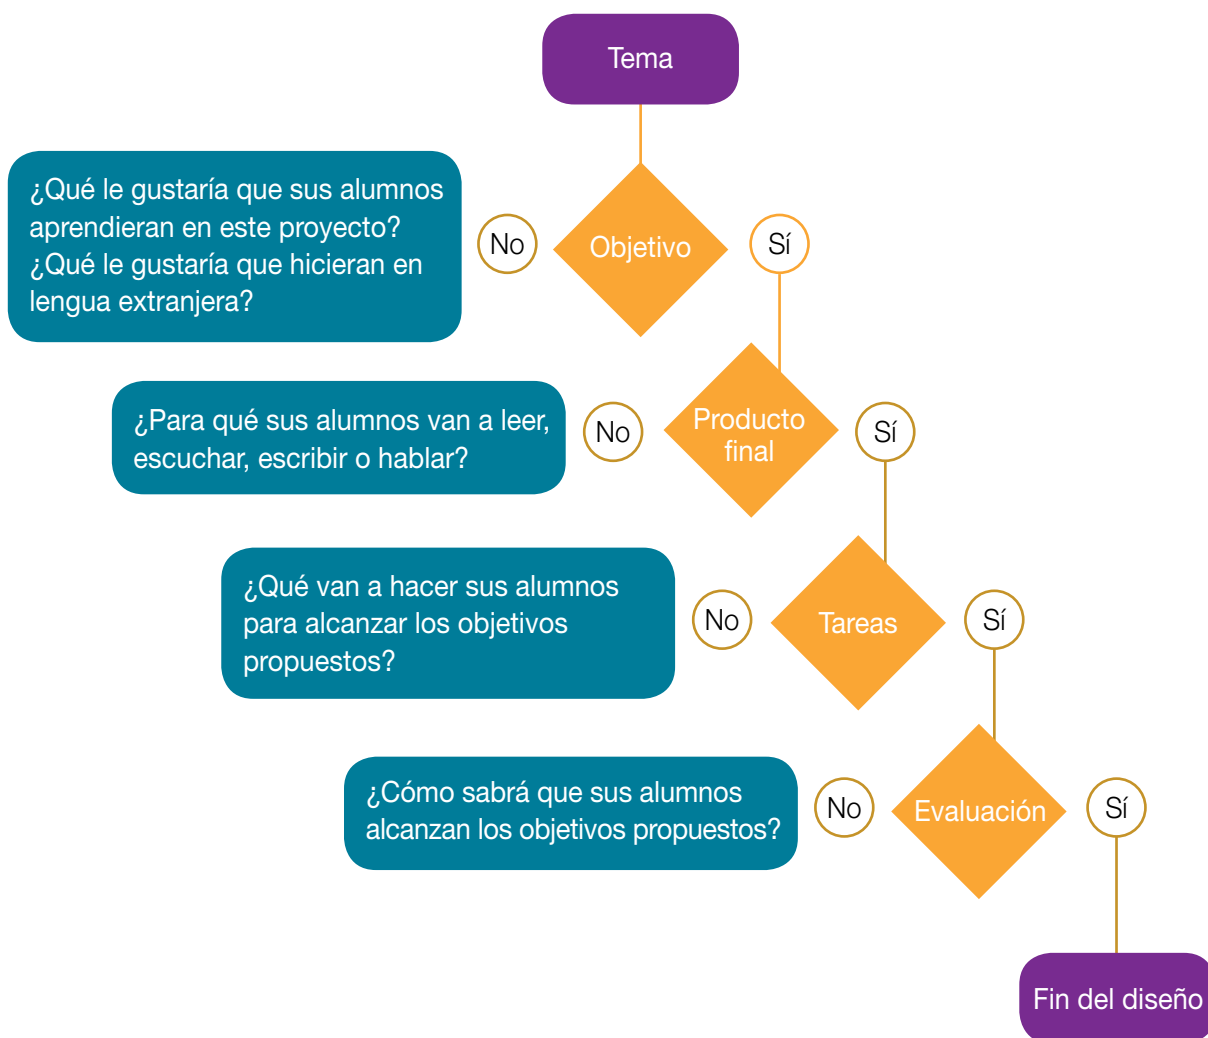 Tema
¿Qué le gustaría que sus alumnos
aprendieran en este proyecto?
¿Qué le gustaría que hicieran en
lengua extranjera?
No
Objetivo
Sí
¿Para qué sus alumnos van a leer,
escuchar, escribir o hablar?
No
Producto
final
Sí
¿Qué van a hacer sus alumnos
para alcanzar los objetivos
propuestos?
No
Tareas
Sí
¿Cómo sabrá que sus alumnos
alcanzan los objetivos propuestos?
No
Evaluación
Sí
Fin del diseño